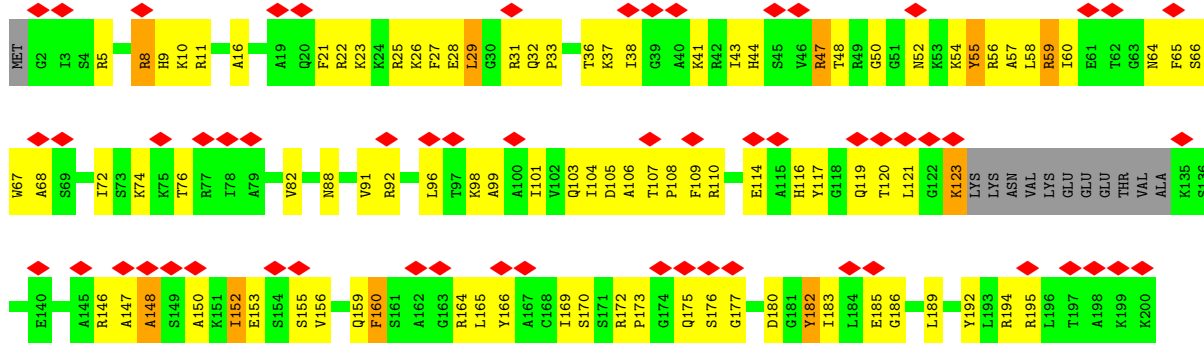 MET G2 I3 S4 R5 R8 H9 K10 R11 A16 A19 Q20 F21 R22 K23 K24 R25 K26 F27 E28 L29 G30 R31 Q32 P33 T36 K37 I38 G39 A40 K41 R42 I43 H44 S45 V46 R47 T48 R49 G50 G51 N52 K53 K54 Y55 R56 A57 L58 R59 I60 E61 T62 G63 N64 F65 S66
W67 A68 S69 I72 S73 K74 K75 T76 R77 I78 A79 V82 N88 V91 R92 L96 T97 K98 A99 A100 I101 V102 Q103 I104 D105 A106 T107 P108 F109 R110 E114 A115 H116 Y117 G118 Q119 T120 L121 G122 K123 LYS LYS ASN VAL LYS GLU GLU GLU THR VAL ALA K135 S136
E140 A145 R146 A147 A148 S149 A150 K151 I152 E153 S154 S155 V156 Q159 F160 S161 A162 G163 R164 L165 Y166 A167 C168 I169 S170 S171 R172 P173 G174 Q175 S176 G177 D180 G181 Y182 I183 L184 E185 G186 L189 Y192 L193 R194 R195 L196 T197 A198 K199 K200